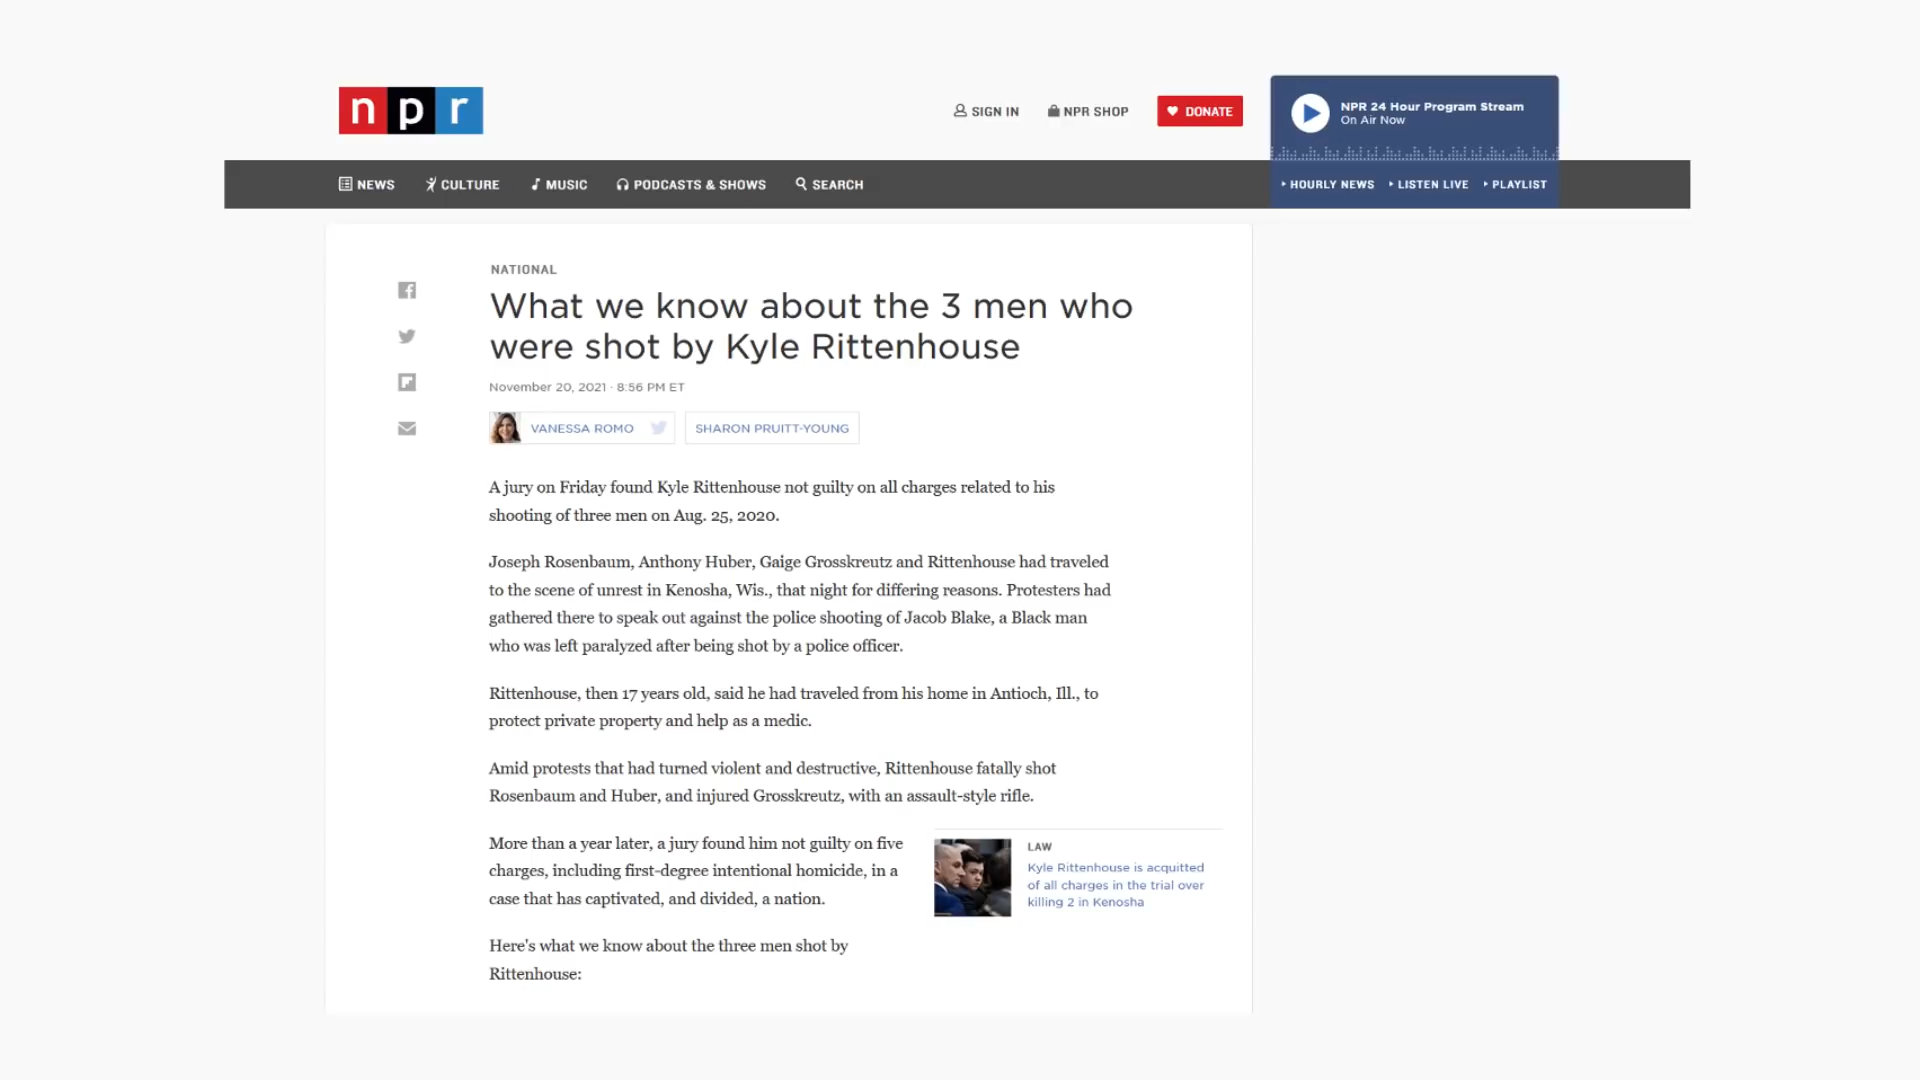 npr
SIGN IN
NPR SHOP
DONATE
NPR 24 Hour Program Stream
On Air Now
NEWS
CULTURE
MUSIC
PODCASTS & SHOWS
SEARCH
HOURLY NEWS
LISTEN LIVE
PLAYLIST
NATIONAL
What we know about the 3 men who
were shot by Kyle Rittenhouse
November 20, 2021 · 8:56 PM ET
VANESSA ROMO
SHARON PRUITT-YOUNG
A jury on Friday found Kyle Rittenhouse not guilty on all charges related to his
shooting of three men on Aug. 25, 2020.
Joseph Rosenbaum, Anthony Huber, Gaige Grosskreutz and Rittenhouse had traveled
to the scene of unrest in Kenosha, Wis., that night for differing reasons. Protesters had
gathered there to speak out against the police shooting of Jacob Blake, a Black man
who was left paralyzed after being shot by a police officer.
Rittenhouse, then 17 years old, said he had traveled from his home in Antioch, Ill., to
protect private property and help as a medic.
Amid protests that had turned violent and destructive, Rittenhouse fatally shot
Rosenbaum and Huber, and injured Grosskreutz, with an assault-style rifle.
More than a year later, a jury found him not guilty on five
charges, including first-degree intentional homicide, in a
case that has captivated, and divided, a nation.
Here's what we know about the three men shot by
Rittenhouse:
LAW
Kyle Rittenhouse is acquitted
of all charges in the trial over
killing 2 in Kenosha